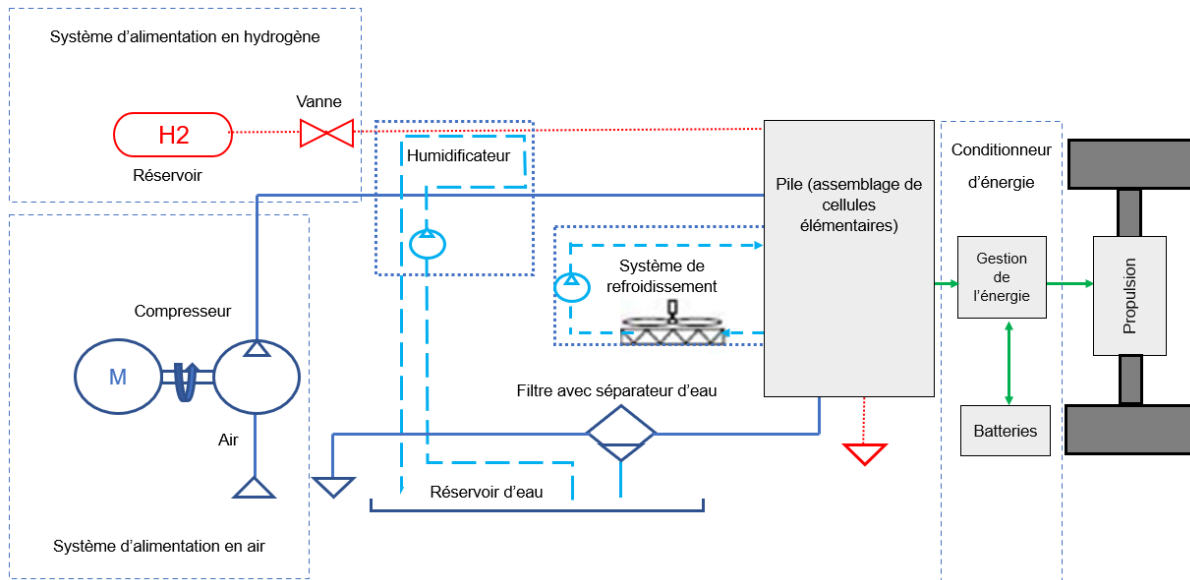 Système d'alimentation en hydrogène
Vanne
H2
Réservoir
Humidificateur
Pile (assemblage de
cellules
élémentaires)
Conditionneur
d'énergie
Système de
refroidissement
Gestion
de
l'énergie
Propulsion
Compresseur
M
Air
Filtre avec séparateur d'eau
Batteries
Réservoir d'eau
Système d'alimentation en air